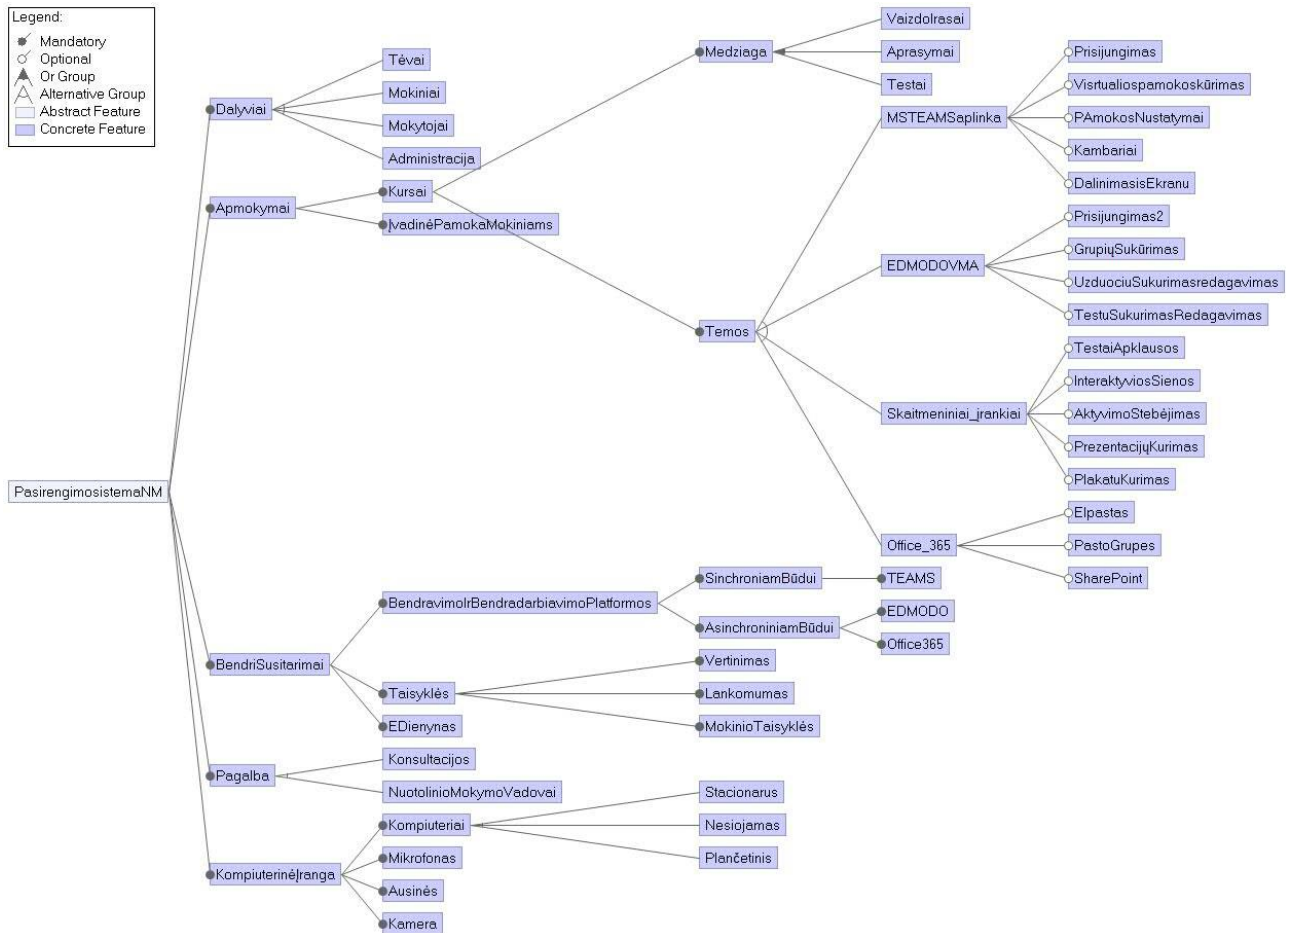 Legend:
Mandatory
Optional
Or Group
Alternative Group
Abstract Feature
Concrete Feature
PasirengimosistemaNM
Dalyviai
Tėvai
Mokiniai
Mokytojai
Administracija
Apmokymai
Kursai
Medziaga
VaizdoIrasai
Aprasymai
Testai
Temos
MSTEAMSaplinka
Prisijungimas
Visrtualiospamokoskūrimas
PAmokosNustatymai
Kambariai
DalinimasisEkranu
EDMODOVMA
Prisijungimas2
GrupiųSukūrimas
UzduociuSukurimasredagavimas
TestuSukurimasRedagavimas
Skaitmeniniai_įrankiai
TestaiApklausos
InteraktyviosSienos
AktyvimoStebėjimas
PrezentacijųKurimas
PlakatuKurimas
Office_365
Elpastas
PastoGrupes
SharePoint
ĮvadinėPamokaMokiniams
BendriSusitarimai
BendravimoIrBendradarbiavimoPlatformos
SinchroniamBūdui
TEAMS
AsinchroniniamBūdui
EDMODO
Office365
Taisyklės
Vertinimas
Lankomumas
MokinioTaisyklės
EDienynas
Pagalba
Konsultacijos
NuotolinioMokymoVadovai
KompiuterinėĮranga
Kompiuteriai
Stacionarus
Nesiojamas
Plančetinis
Mikrofonas
Ausinės
Kamera